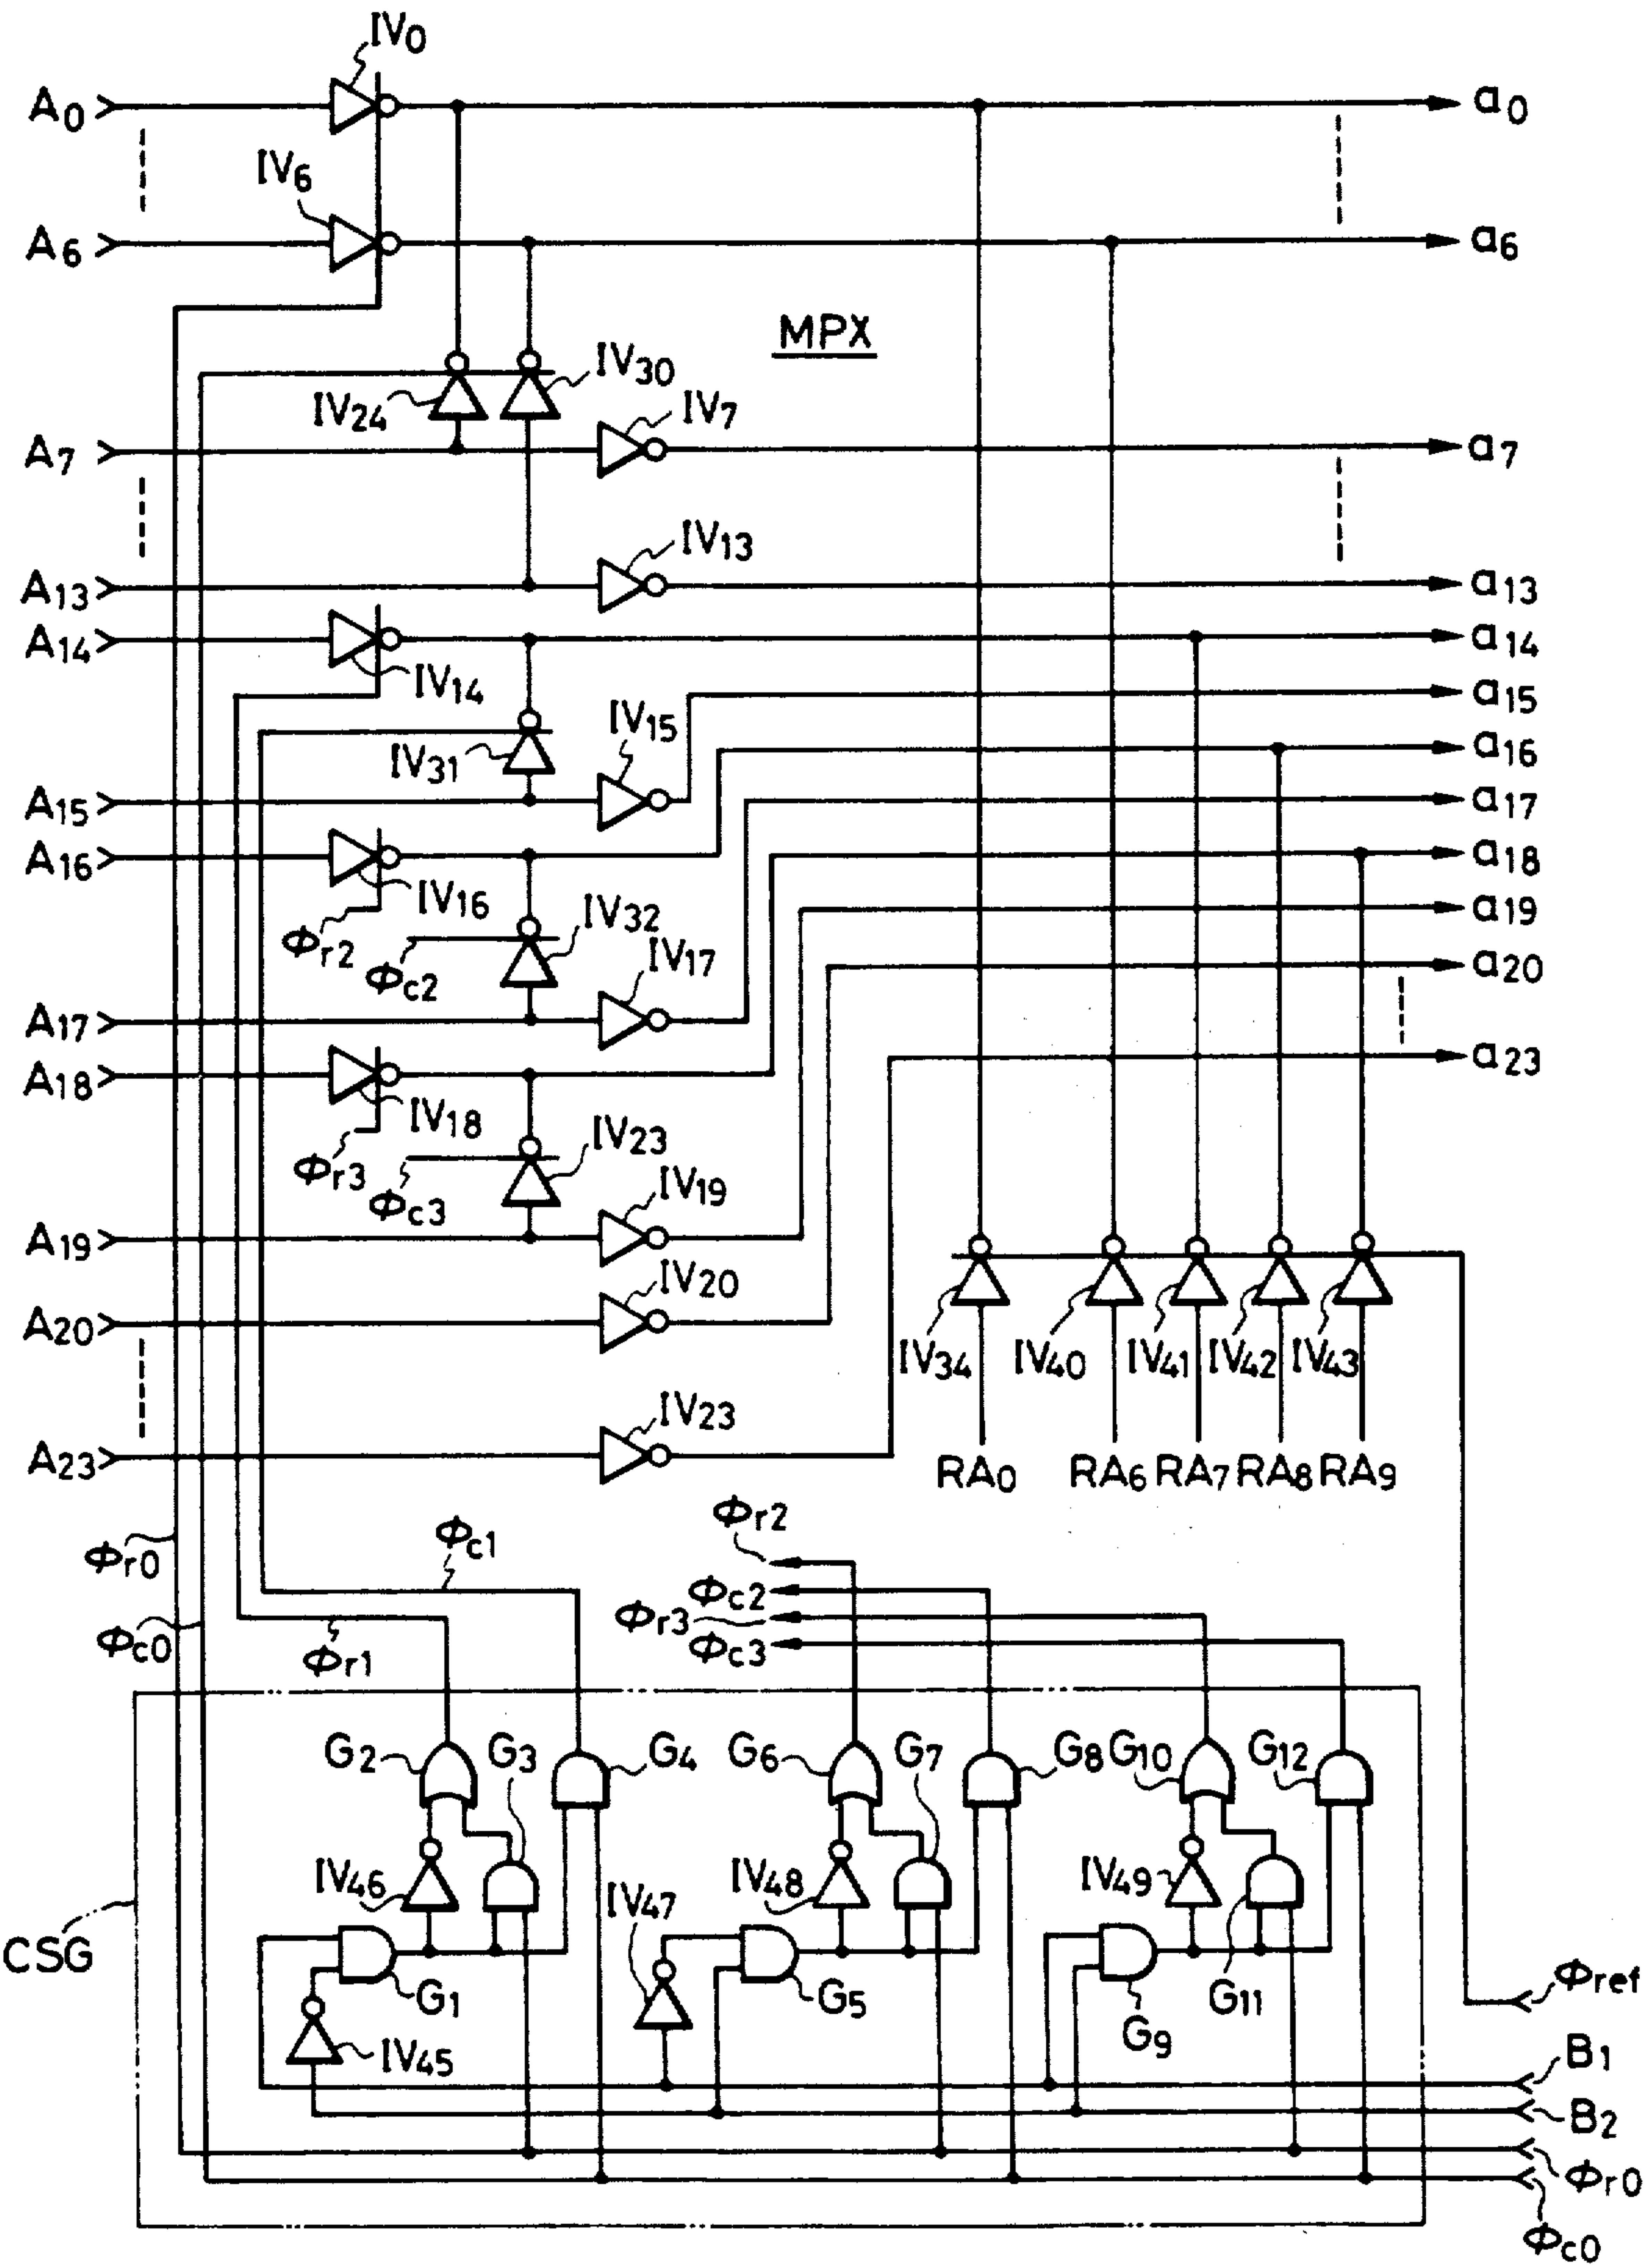 IV0
A0 a0
IV6
A6 a6
MPX
IV30
IV24 IV7
A7 a7
IV13
A13 a13
A14 a14
IV14
a15
IV15
IV31 a16
A15 a17
A16 a18
IV16 IV32
a19
Φr2
Φc2 IV17 a20
A17
A18 a23
IV18
IV23
Φr3
Φc3 IV19
A19
IV20
A20
IV34 IV40 IV41 IV42 IV43
IV23
A23
RA0 RA6 RA7 RA8 RA9
Φr2
Φc1
Φr0
Φc2
Φr3
Φc0 Φc3
Φr1
G2 G3 G4 G6 G7 G8 G10 G12
IV46 IV47 IV48 IV49
CSG
G1 G5 G11 Φref
G9
IV45 B1
B2
Φr0
Φc0